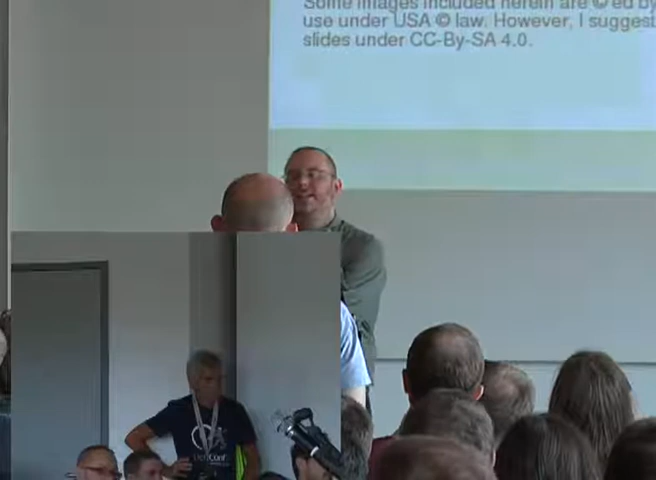 Some images included herein are © ed by
use under USA © law. However, I suggest
slides under CC-By-SA 4.0.